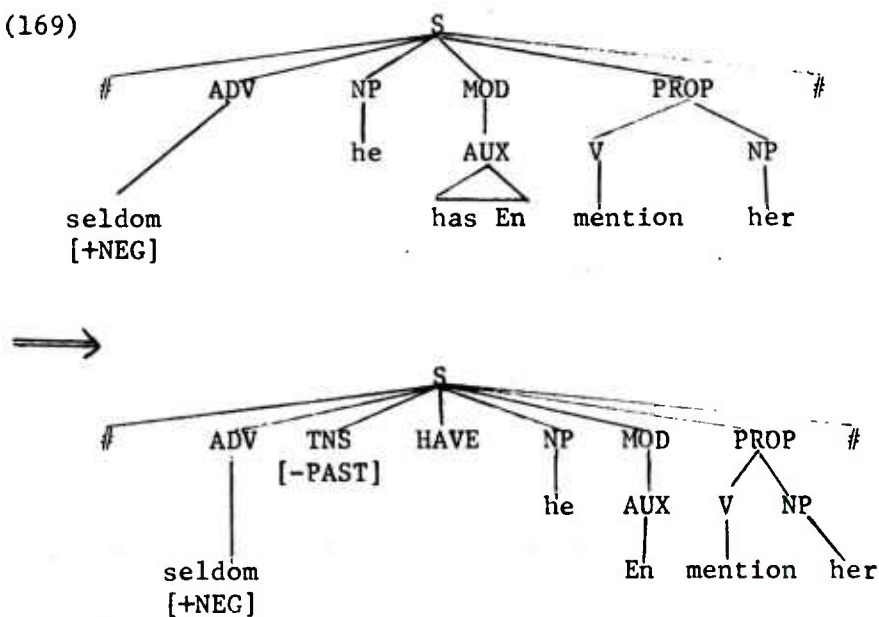 (169)
S
# ADV NP MOD PROP #
he AUX V NP
seldom has En mention her
[+NEG]
S
# ADV TNS HAVE NP MOD PROP #
[-PAST]
he AUX V NP
seldom En mention her
[+NEG]